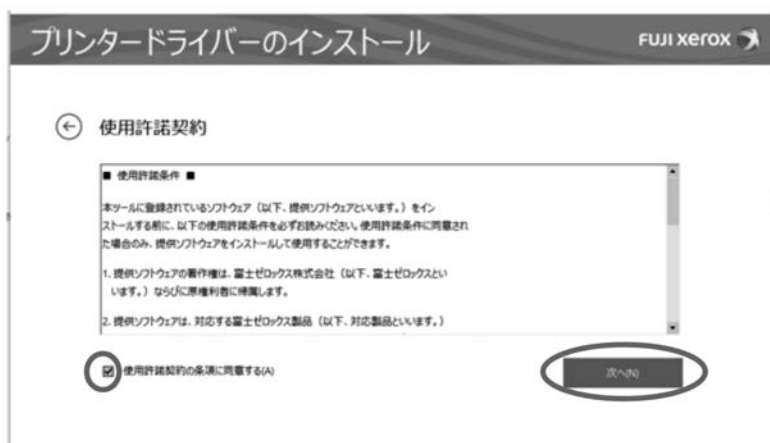 プリンタードライバーのインストール
FUJI xerox
使用許諾契約
■ 使用許諾条件 ■
本ツールに登録されているソフトウェア（以下、提供ソフトウェアといいます。）をイン
ストールする前に、以下の使用許諾条件を必ずお読みください。使用許諾条件に同意され
た場合のみ、提供ソフトウェアをインストールして使用することができます。
1. 提供ソフトウェアの著作権は、富士ゼロックス株式会社（以下、富士ゼロックスとい
います。）ならびに原権利者に帰属します。
2. 提供ソフトウェアは、対応する富士ゼロックス製品（以下、対応製品といいます。）
使用許諾契約の条項に同意する(A)
次へ(N)